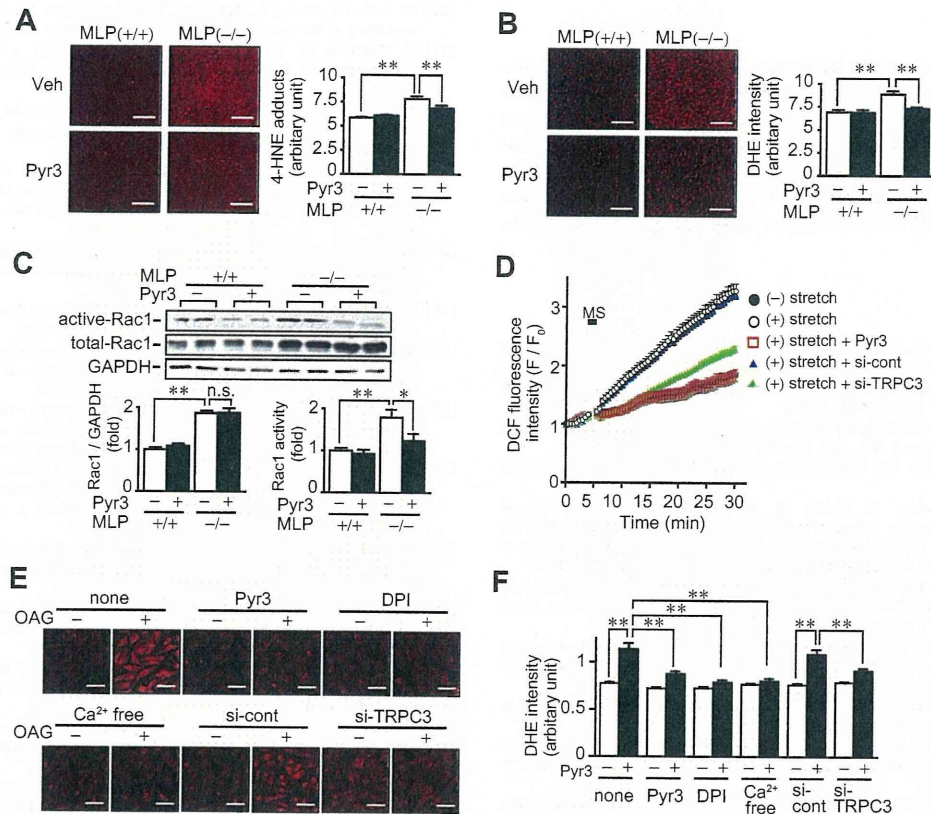 A
MLP(+/+) MLP(−/−)
Veh
Pyr3
4-HNE adducts
(arbitary unit)
10
7.5
5
2.5
0
** **
Pyr3 − + − +
MLP +/+ −/−
B
MLP(+/+) MLP(−/−)
Veh
Pyr3
DHE intensity
(arbitary unit)
10
7.5
5
2.5
0
** **
Pyr3 − + − +
MLP +/+ −/−
C
MLP +/+ −/−
Pyr3 − + − +
active-Rac1-
total-Rac1-
GAPDH-
Rac1 / GAPDH
(fold)
2
1
0
** n.s.
Pyr3 − + − +
MLP +/+ −/−
Rac1 activity
(fold)
2
1
0
** *
Pyr3 − + − +
MLP +/+ −/−
D
DCF fluorescence
intensity (F / F0)
3
2
1
0
MS
0 5 10 15 20 25 30
Time (min)
(−) stretch
(+) stretch
(+) stretch + Pyr3
(+) stretch + si-cont
(+) stretch + si-TRPC3
E
none Pyr3 DPI
OAG − + − + − +
Ca²⁺ free si-cont si-TRPC3
OAG − + − + − +
F
DHE intensity
(arbitary unit)
1
0.5
0
**
**
** ** ** **
Pyr3 − + − + − + − + − + − +
none Pyr3 DPI Ca²⁺ free si-cont si-TRPC3